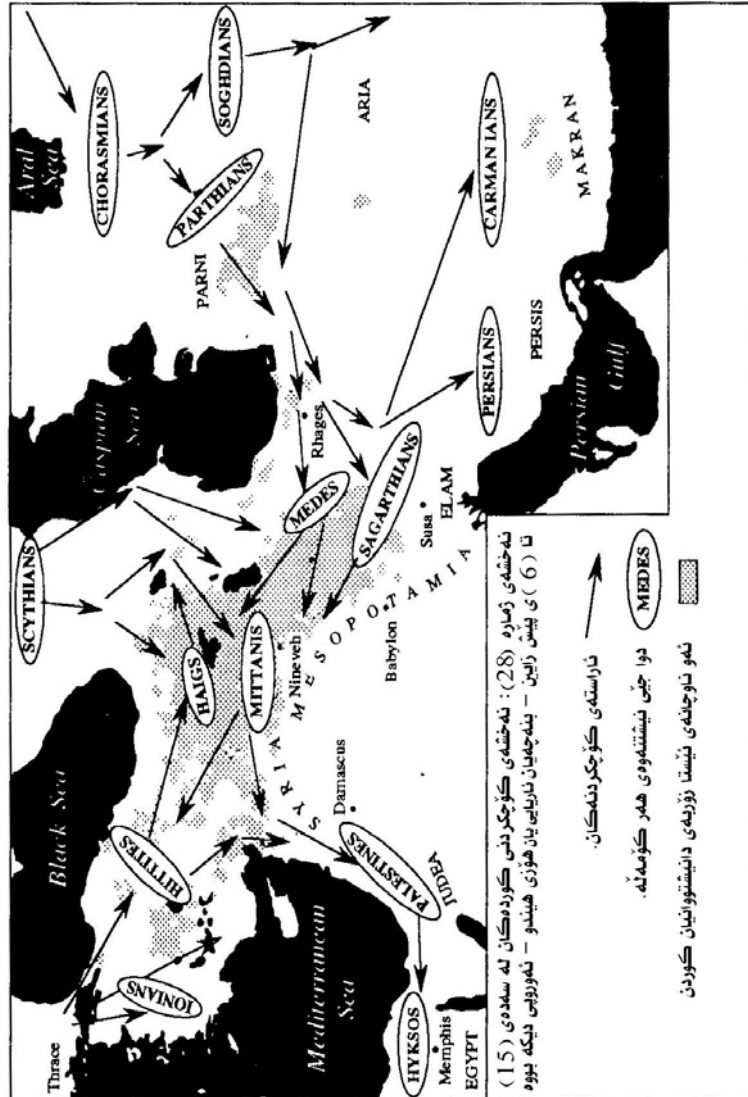 Aral
Sea
CHORASMIANS
SOGHDIANS
PARTHIANS
PARNI
ARIA
CARMANIANS
MAKRAN
Caspian
Sea
SCYTHIANS
Rhages
MEDES
SAGARTHIANS
PERSIANS
PERSIS
Persian
Gulf
Susa
ELAM
Black Sea
HAIGS
MITTANIS
Nineveh
SYRIA MESOPOTAMIA
Babylon
HITTITES
Damascus
PALESTINES
JUDEA
Thrace
IONIANS
Mediterranean
Sea
HYKSOS
Memphis
EGYPT
نەخشەی ژمارە (28): نەخشەی کۆچکردنی کوردەکان لە سەدەی (15)
تا (6) ی پێش زایین - بنەچەیان ئاریایی یان هۆزی هیندو - ئەوروپی دیکە بووە
ئاراستەی کۆچکردنەکان.
MEDES
دوا جێی نیشتنەوەی هەر کۆمەڵە.
ئەو ناوچانەی ئێستا زۆربەی دانیشتووانیان کوردن